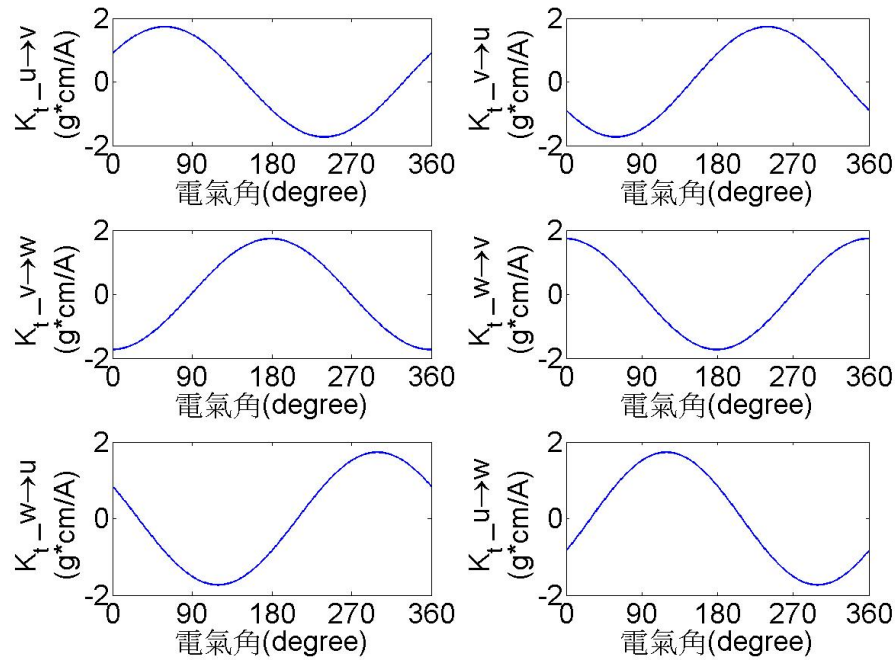 K_t_u→v
(g*cm/A)
2
0
-2
0 90 180 270 360
電氣角(degree)
K_t_v→u
(g*cm/A)
2
0
-2
0 90 180 270 360
電氣角(degree)
K_t_v→w
(g*cm/A)
2
0
-2
0 90 180 270 360
電氣角(degree)
K_t_w→v
(g*cm/A)
2
0
-2
0 90 180 270 360
電氣角(degree)
K_t_w→u
(g*cm/A)
2
0
-2
0 90 180 270 360
電氣角(degree)
K_t_u→w
(g*cm/A)
2
0
-2
0 90 180 270 360
電氣角(degree)